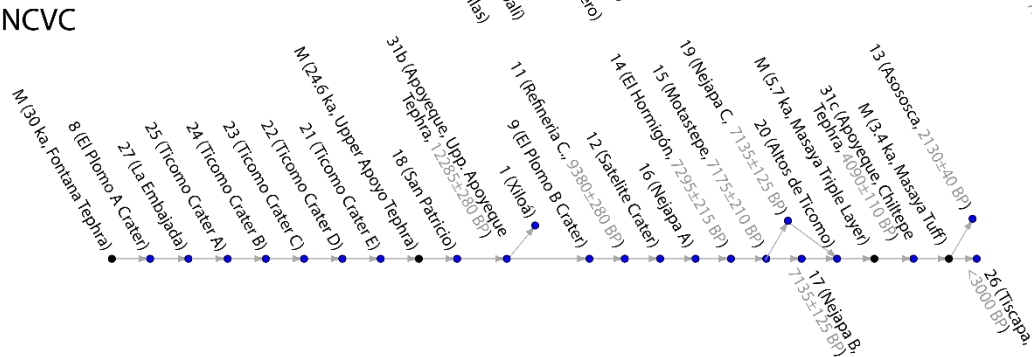 NCVC
llas)
palí)
ero)
M (30 ka, Fontana Tephra)
8 (El Plomo A Crater)
27 (La Embajada)
25 (Ticomo Crater A)
24 (Ticomo Crater B)
23 (Ticomo Crater C)
22 (Ticomo Crater D)
21 (Ticomo Crater E)
M (24.6 ka, Upper Apoyo Tephra)
18 (San Patricio)
31b (Apoyeque, Upp. Apoyeque
Tephra, 12285±280 BP)
1 (Xiloá)
9 (El Plomo B Crater)
11 (Refineria C., 9380±280 BP)
12 (Satellite Crater)
16 (Nejapa A)
14 (El Hormigón, 7295±215 BP)
15 (Motastepe, 7175±210 BP)
19 (Nejapa C, 7135±125 BP)
17 (Nejapa B,
7135±125 BP)
20 (Altos de Ticomo)
M (5.7 ka, Masaya Triple Layer)
31c (Apoyeque, Chiltepe
Tephra, 4090±110 BP)
M (3.4 ka, Masaya Tuff)
13 (Asososca, 2130±40 BP)
26 (Tiscapa,
<3000 BP)